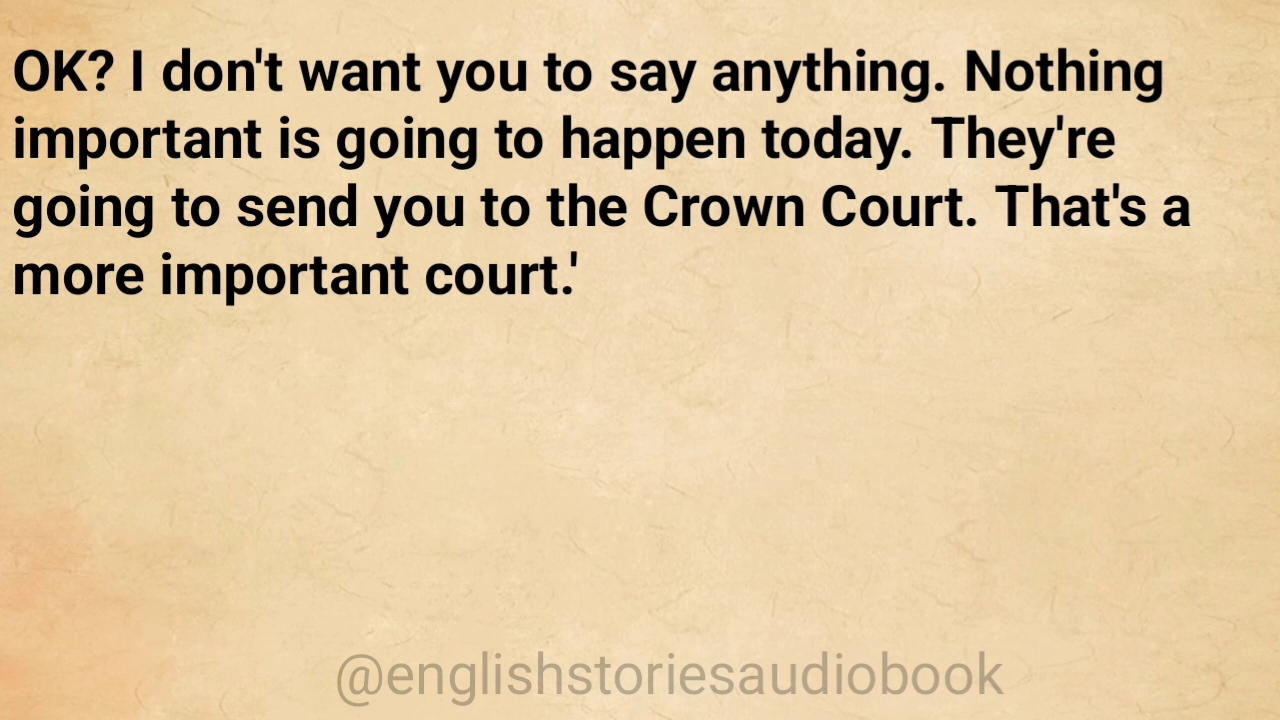 OK? I don't want you to say anything. Nothing
important is going to happen today. They're
going to send you to the Crown Court. That's a
more important court.'
@englishstoriesaudiobook